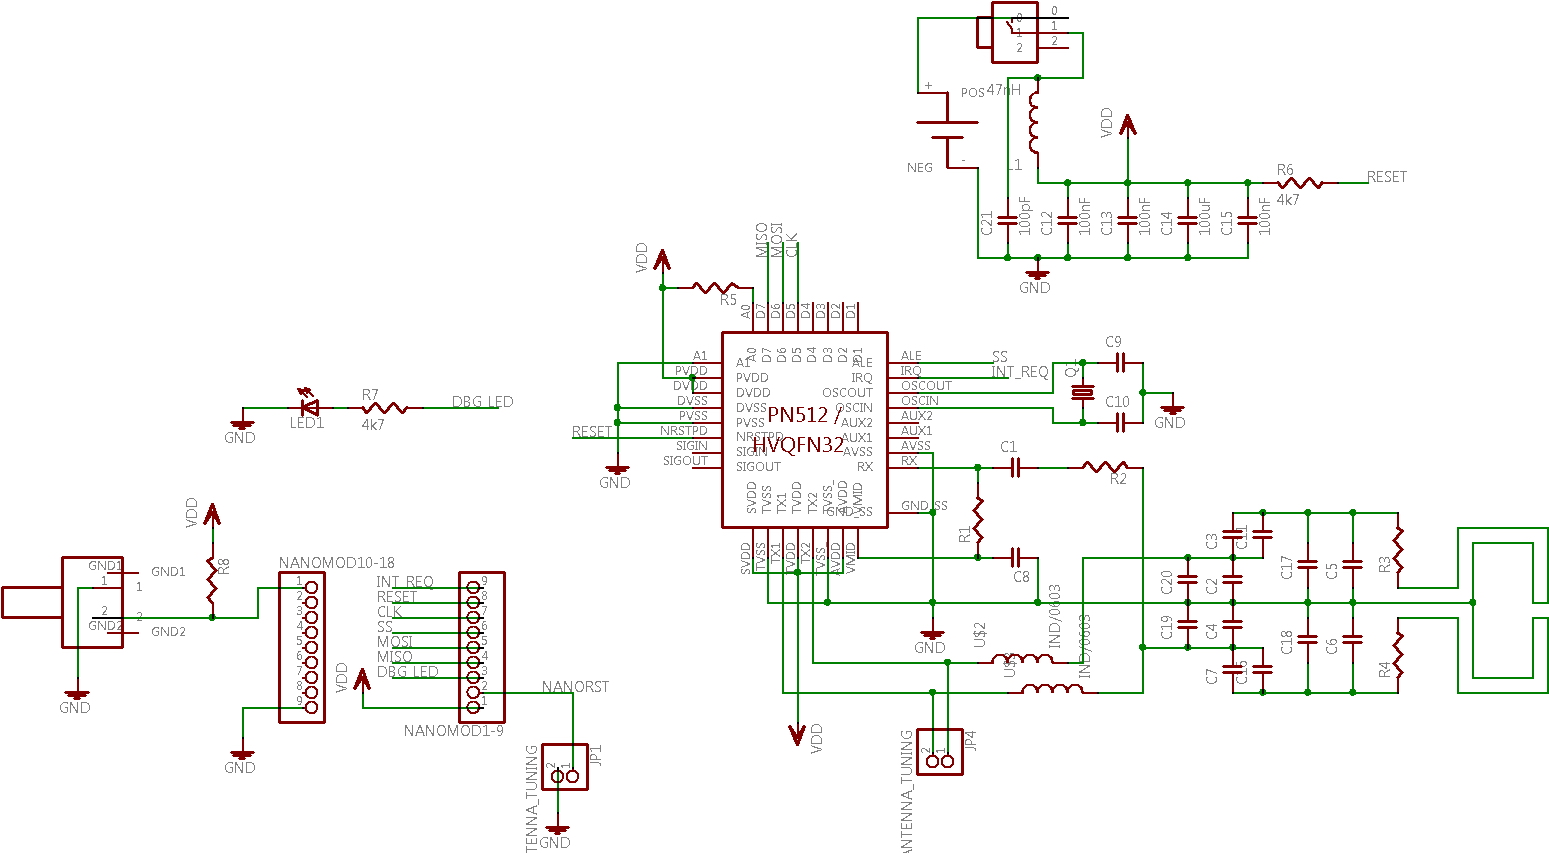 0
0
1
1
2
2
+
POS
47nH
NEG
-
L1
VDD
R6
4k7
RESET
C21
100pF
C12
100nF
C13
100nF
C14
100uF
C15
100nF
GND
MISO
MOSI
CLK
VDD
R5
A0
D7
D6
D5
D4
D3
D2
D1
A0
D7
D6
D5
D4
D3
D2
D1
A1
PVDD
DVDD
DVSS
PVSS
NRSTPD
SIGIN
SIGOUT
A1
PVDD
DVDD
DVSS
PVSS
NRSTPD
SIGIN
SIGOUT
PN512 /
HVQFN32
ALE
IRQ
OSCOUT
OSCIN
AUX2
AUX1
AVSS
RX
GND_SS
ALE
IRQ
OSCOUT
OSCIN
AUX2
AUX1
AVSS
RX
GND_SS
SS
INT_REQ
SVDD
TVSS
TX1
TVDD
TX2
TVSS_
AVDD
VMID
SVDD
TVSS
TX1
TVDD
TX2
TVSS_
AVDD
VMID
RESET
GND
Q1
C9
C10
GND
C1
R2
R1
C8
GND
LED1
R7
4k7
DBG_LED
GND
VDD
R8
GND1
GND1
1
1
2
2
GND2
GND2
GND
NANOMOD10-18
1
2
3
4
5
6
7
8
9
GND
INT_REQ
RESET
CLK
SS
MOSI
MISO
DBG_LED
VDD
9
8
7
6
5
4
3
2
1
NANORST
NANOMOD1-9
JP1
2
1
TENNA_TUNING
GND
VDD
U$2
IND/0603
IND/0603
JP4
2
1
ANTENNA_TUNING
C3
C11
C17
C5
R3
C20
C2
C19
C4
C18
C6
R4
C7
C16